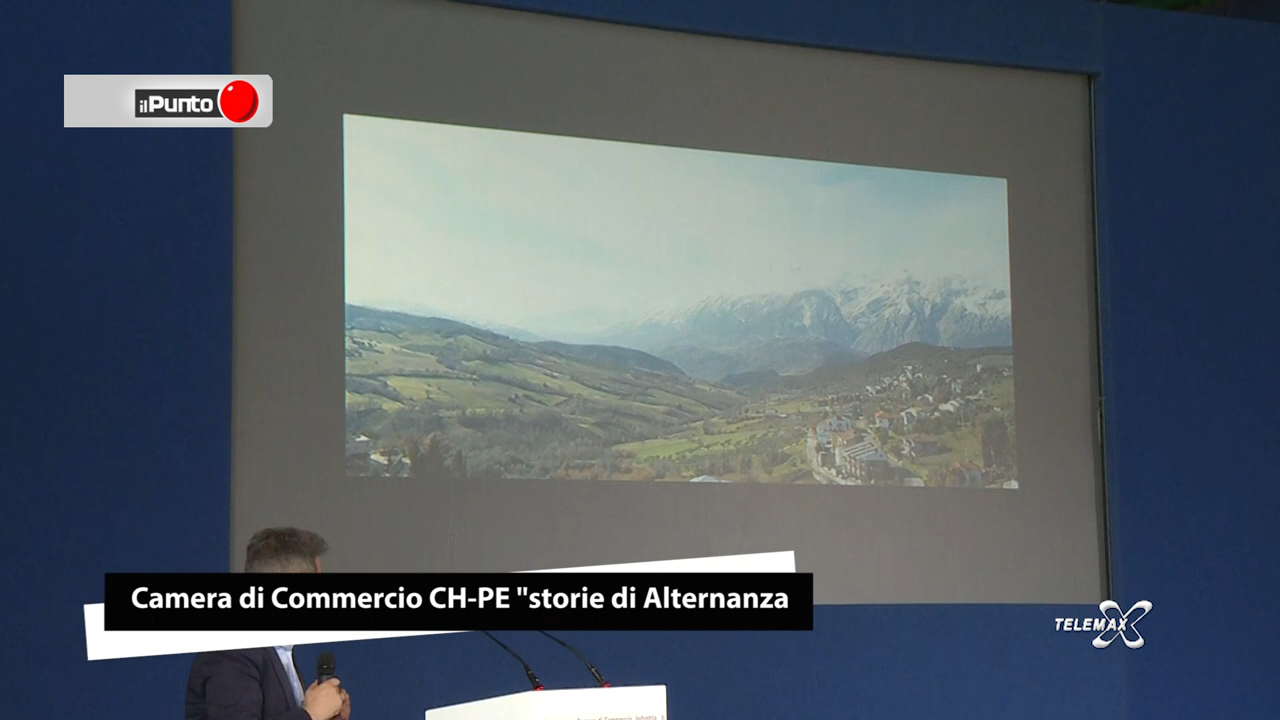 ilPunto
Camera di Commercio CH-PE "storie di Alternanza
TELEMAX